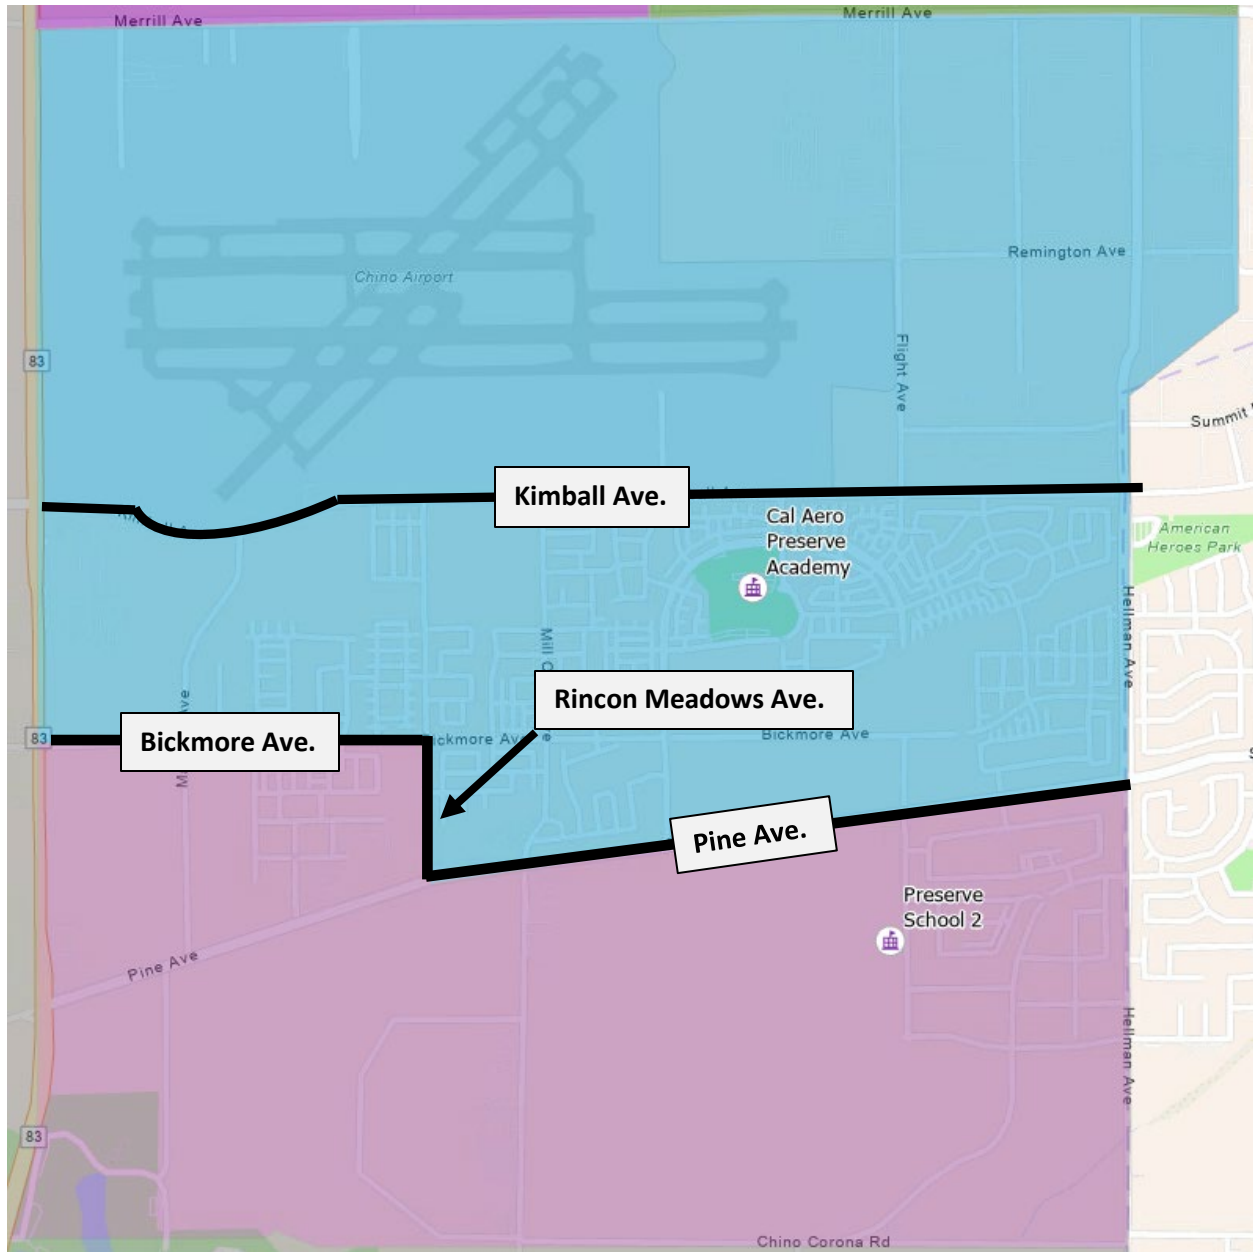 Merrill Ave
Merrill Ave
Remington Ave
Chino Airport
83
Flight Ave
Summit
Kimball Ave.
Cal Aero
Preserve
Academy
American
Heroes Park
Hellman Ave
Mill
Rincon Meadows Ave.
83
Bickmore Ave.
Bickmore Ave
Bickmore Ave
Pine Ave.
Preserve
School 2
Pine Ave
Hellman Ave
83
Chino Corona Rd